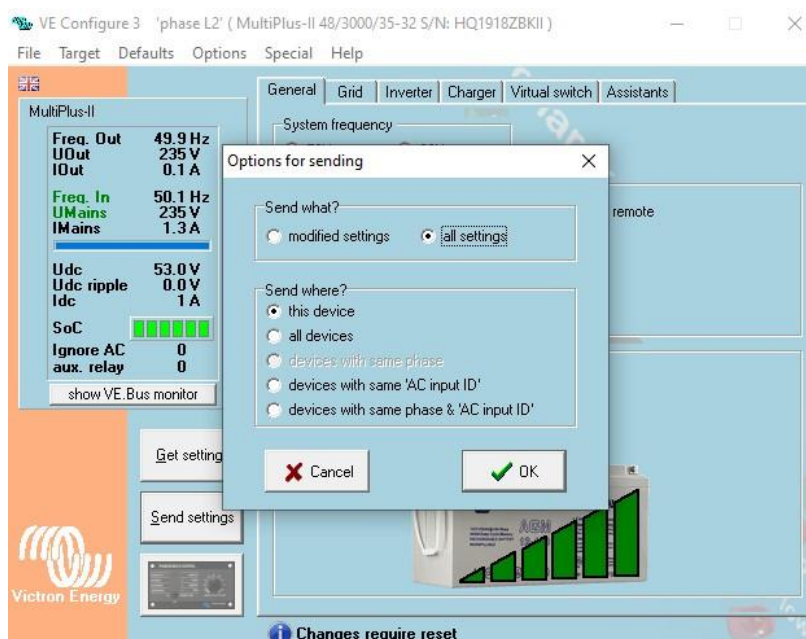 VE Configure 3 'phase L2' ( MultiPlus-II 48/3000/35-32 S/N: HQ1918ZBKII )
File Target Defaults Options Special Help
General Grid Inverter Charger Virtual switch Assistants
MultiPlus-II
Freq. Out 49.9 Hz
UOut 235 V
IOut 0.1 A
Freq. In 50.1 Hz
UMains 235 V
IMains 1.3 A
Udc 53.0 V
Udc ripple 0.0 V
Idc 1 A
SoC
Ignore AC 0
aux. relay 0
show VE.Bus monitor
System frequency
remote
Options for sending
Send what?
modified settings all settings
Send where?
this device
all devices
devices with same phase
devices with same 'AC input ID'
devices with same phase & 'AC input ID'
Cancel OK
Get setting
Send settings
AGM
Victron Energy
Changes require reset